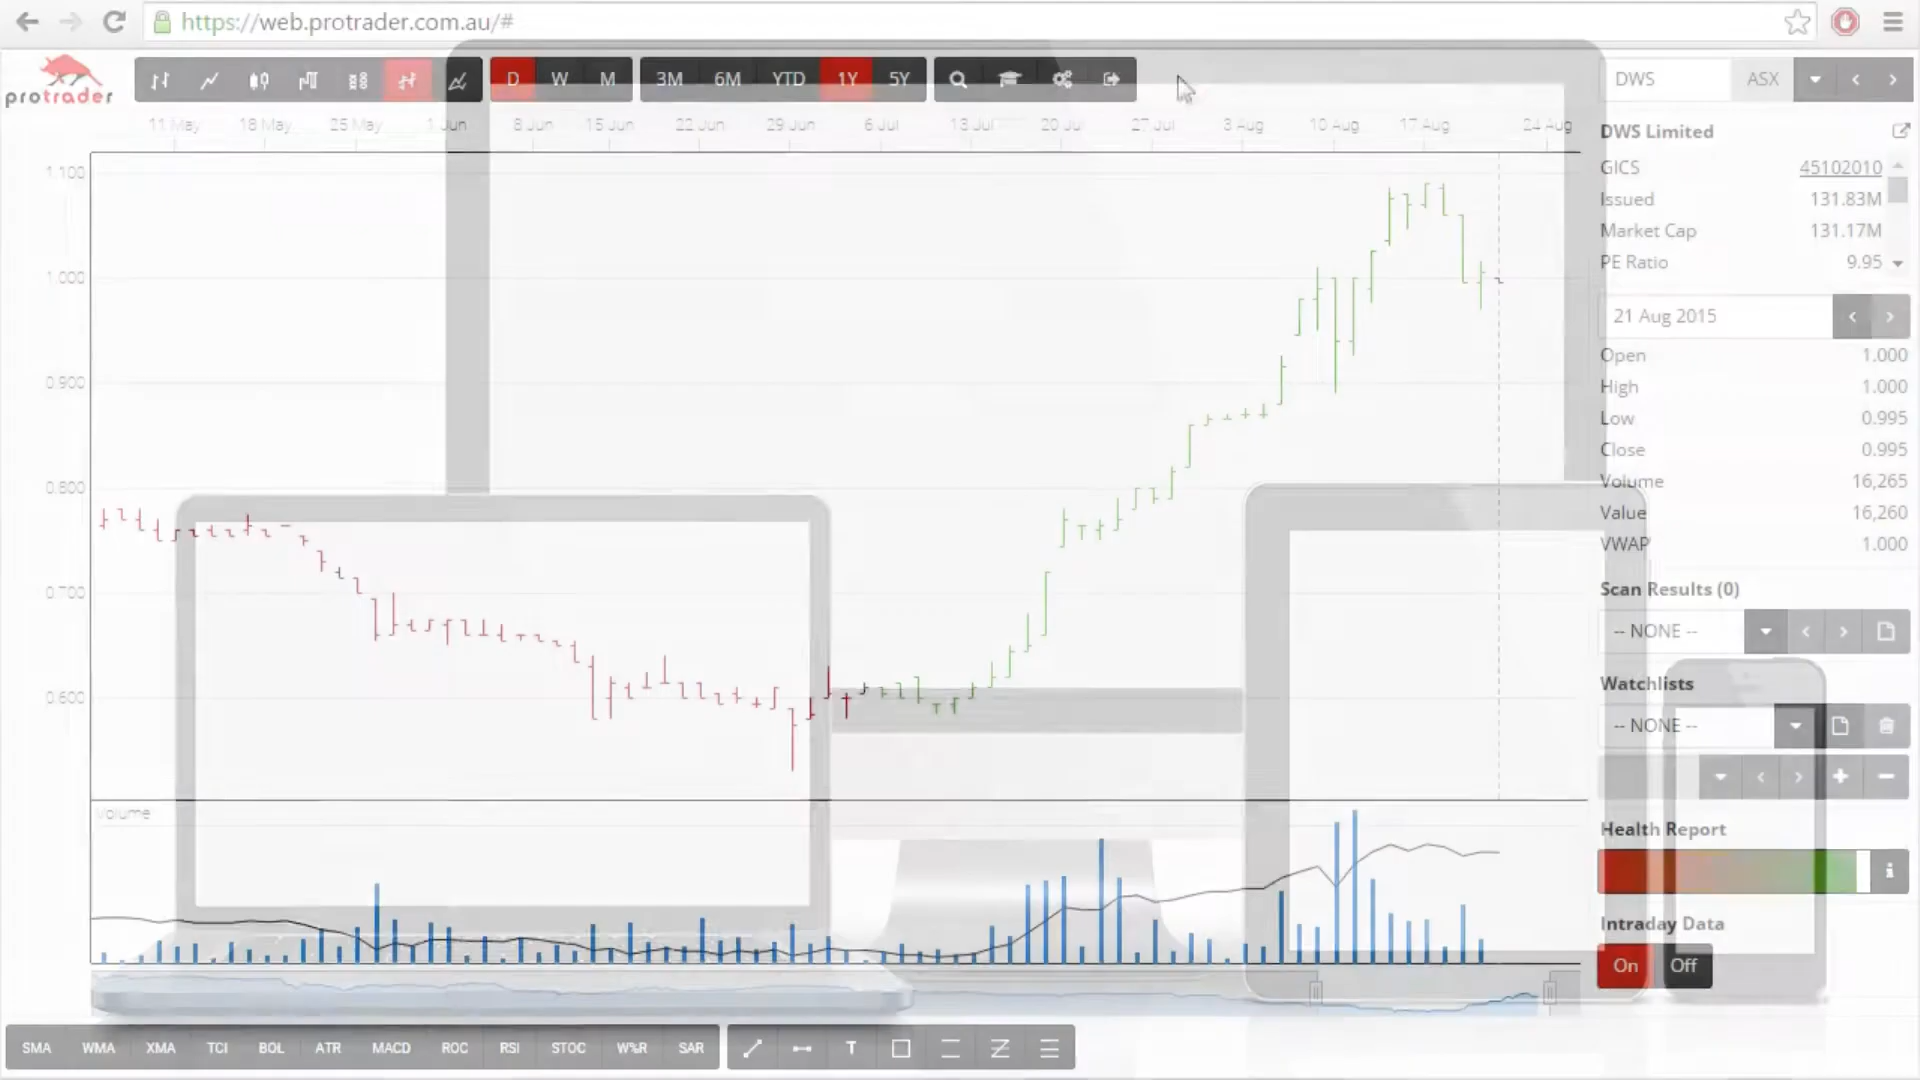 https://web.protrader.com.au/#
protrader
D W M 3M 6M YTD 1Y 5Y
DWS ASX
11 May 18 May 25 May 1 Jun 8 Jun 15 Jun 22 Jun 29 Jun 6 Jul 13 Jul 20 Jul 27 Jul 3 Aug 10 Aug 17 Aug 24 Aug
DWS Limited
GICS 45102010
Issued 131.83M
Market Cap 131.17M
PE Ratio 9.95
21 Aug 2015
Open 1.000
High 1.000
Low 0.995
Close 0.995
Volume 16,265
Value 16,260
VWAP 1.000
Scan Results (0)
-- NONE --
Watchlists
-- NONE --
Health Report
Intraday Data
On Off
1.100
1.000
0.900
0.800
0.700
0.600
Volume
SMA WMA XMA TCI BOL ATR MACD ROC RSI STOC W%R SAR T